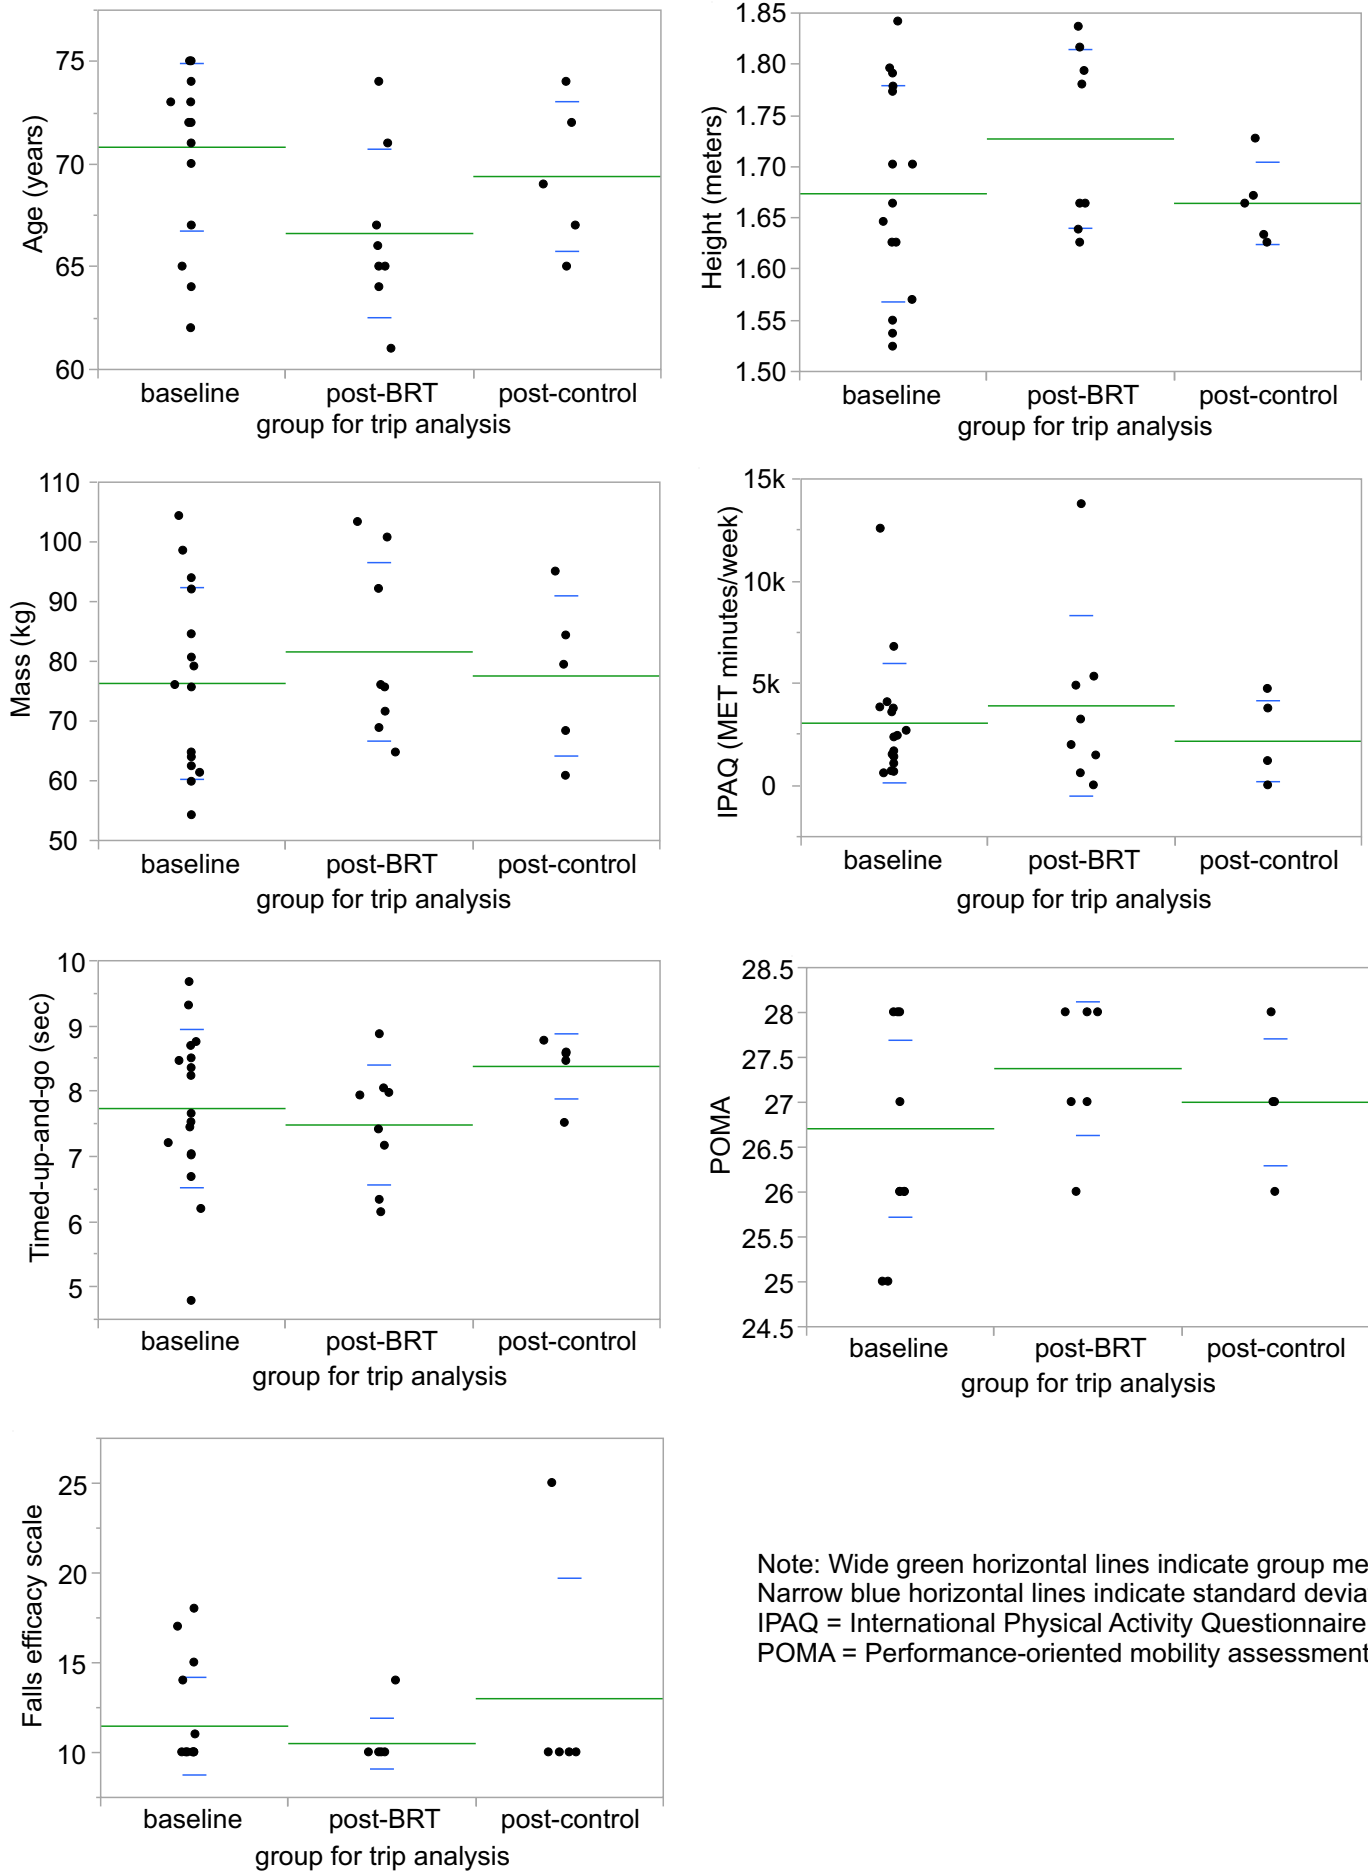 75
70
65
60
Age (years)
baseline post-BRT post-control
group for trip analysis
1.85
1.80
1.75
1.70
1.65
1.60
1.55
1.50
Height (meters)
baseline post-BRT post-control
group for trip analysis
110
100
90
80
70
60
50
Mass (kg)
baseline post-BRT post-control
group for trip analysis
15k
10k
5k
0
IPAQ (MET minutes/week)
baseline post-BRT post-control
group for trip analysis
10
9
8
7
6
5
Timed-up-and-go (sec)
baseline post-BRT post-control
group for trip analysis
28.5
28
27.5
27
26.5
26
25.5
25
24.5
POMA
baseline post-BRT post-control
group for trip analysis
25
20
15
10
Falls efficacy scale
baseline post-BRT post-control
group for trip analysis
Note: Wide green horizontal lines indicate group me
Narrow blue horizontal lines indicate standard devia
IPAQ = International Physical Activity Questionnaire
POMA = Performance-oriented mobility assessment